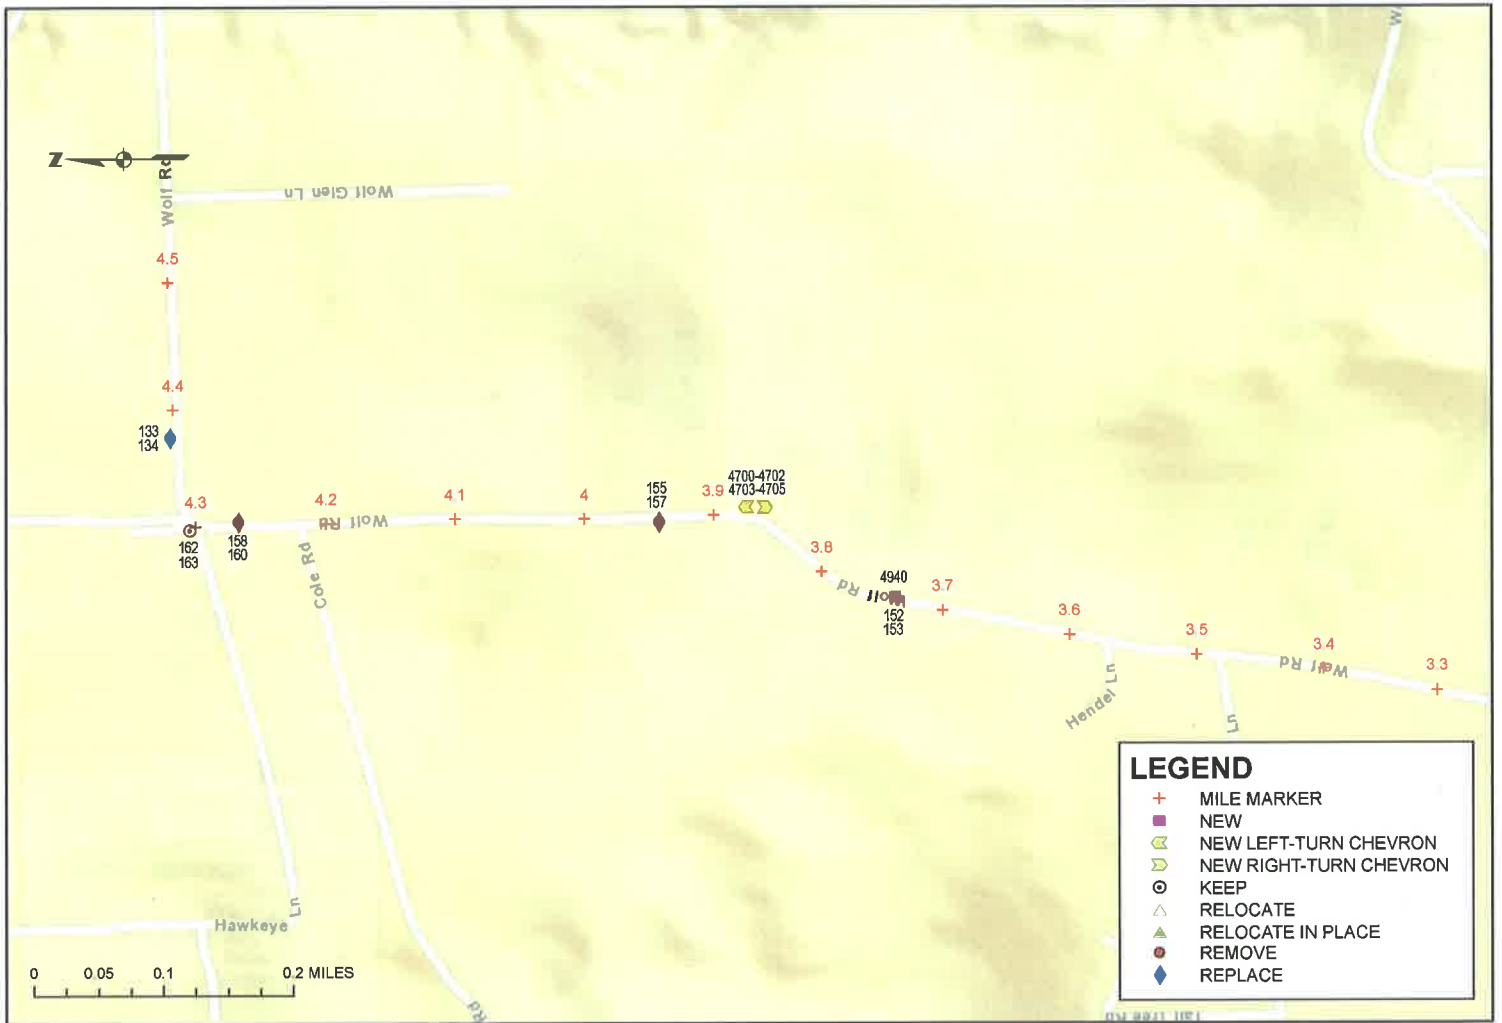 W
Z
Wolf Rd
Wolf Glen Ln
4.5
4.4
133
134
4.3
4.2
4.1
4
155
157
3.9
4700-4702
4703-4705
Wolf Rd
158
160
162
163
Cole Rd
3.8
Wolf Rd
4940
152
153
3.7
3.6
3.5
3.4
3.3
Wolf Rd
Hendel Ln
Ln
Hawkeye Ln
Rd
0 0.05 0.1 0.2 MILES
LEGEND
MILE MARKER
NEW
NEW LEFT-TURN CHEVRON
NEW RIGHT-TURN CHEVRON
KEEP
RELOCATE
RELOCATE IN PLACE
REMOVE
REPLACE
Tall Tree Rd